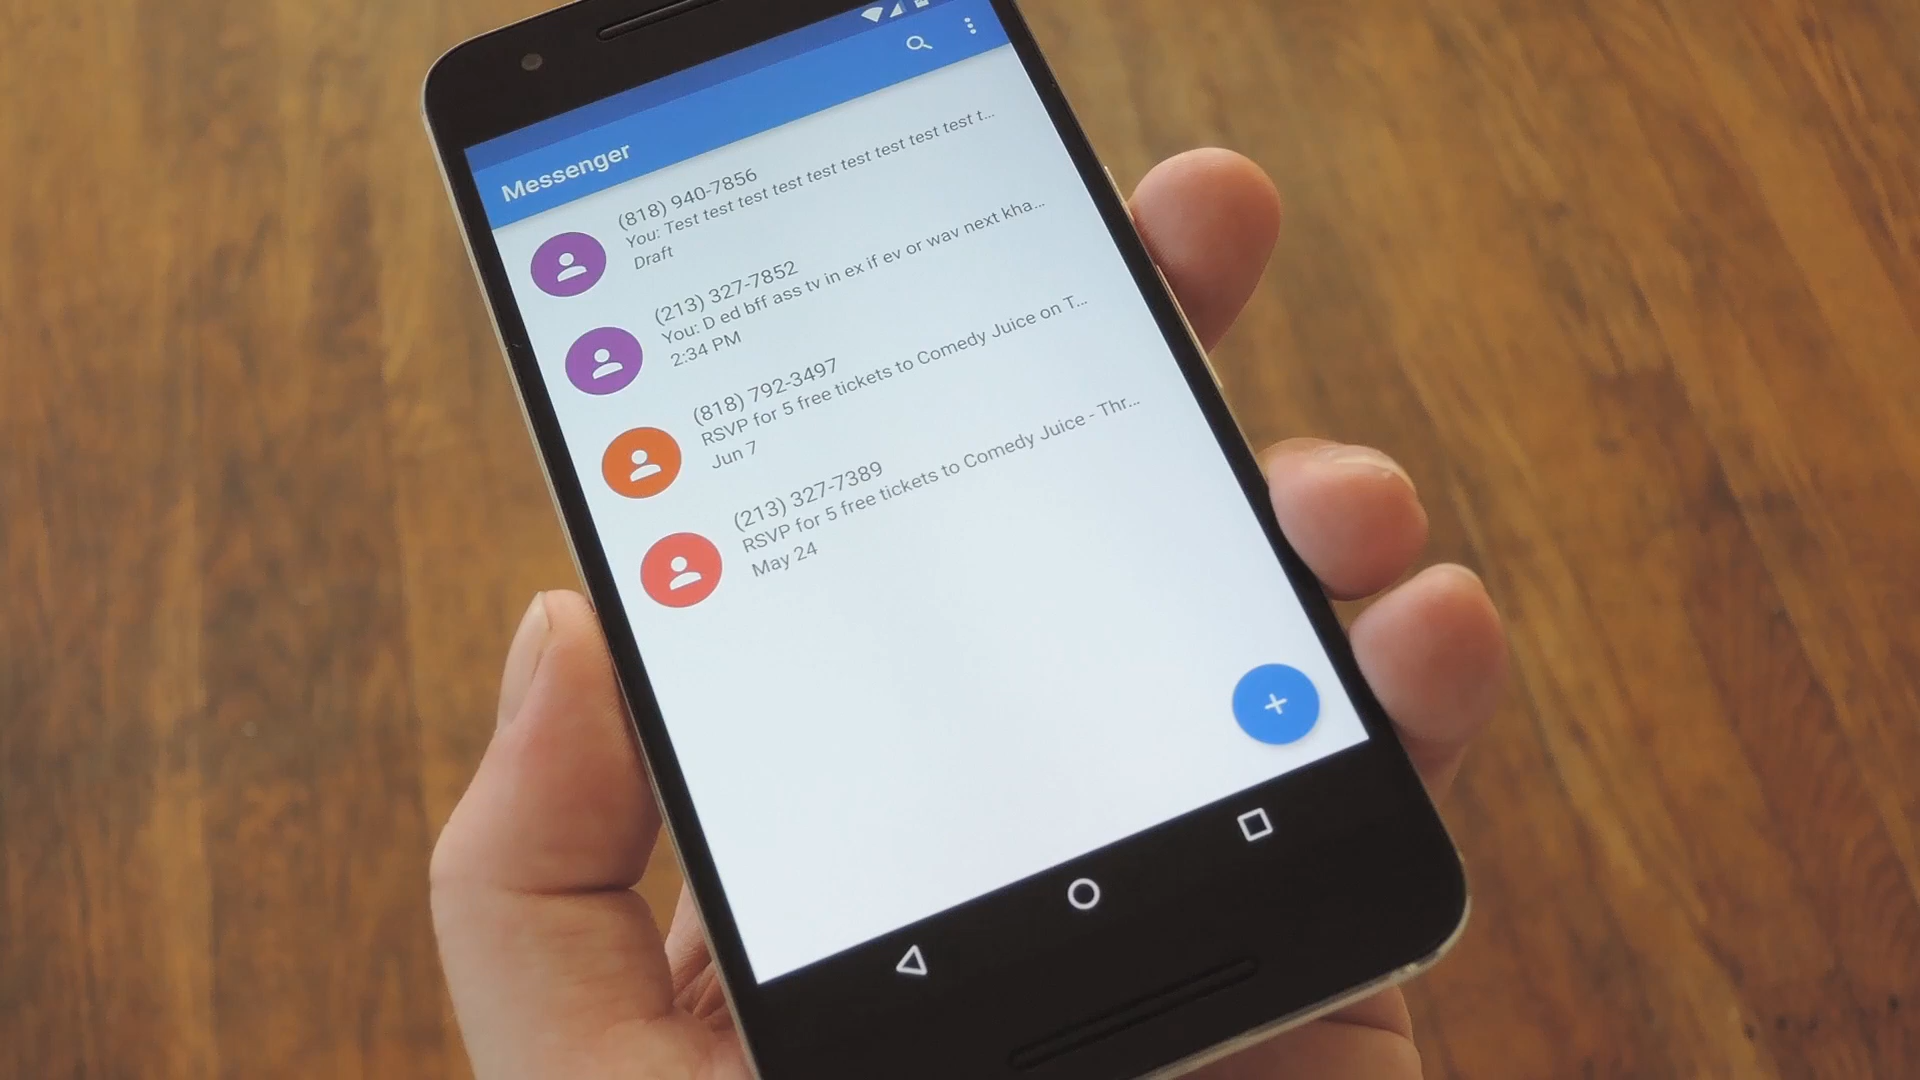 Messenger
(818) 940-7856
You: Test test test test test test test test test t...
Draft
(213) 327-7852
You: D ed bff ass tv in ex if ev or wav next kha...
2:34 PM
(818) 792-3497
RSVP for 5 free tickets to Comedy Juice on T...
Jun 7
(213) 327-7389
RSVP for 5 free tickets to Comedy Juice - Thr...
May 24